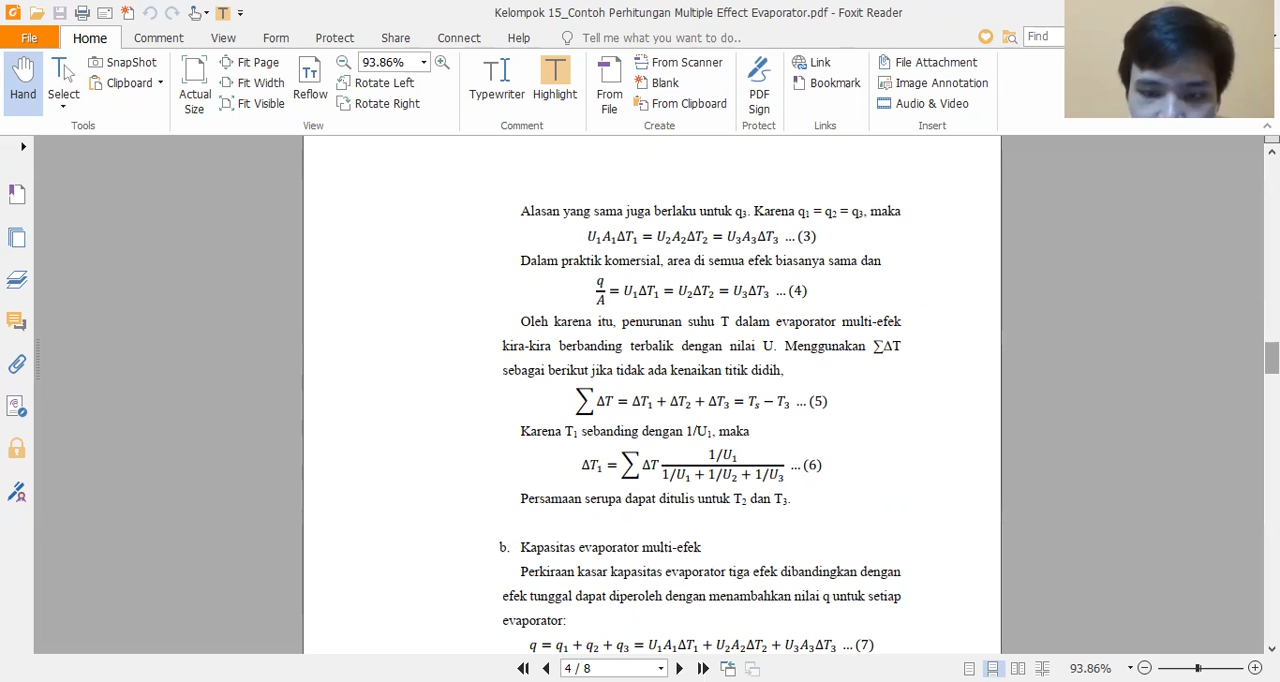 Kelompok 15_Contoh Perhitungan Multiple Effect Evaporator.pdf - Foxit Reader
File Home Comment View Form Protect Share Connect Help Tell me what you want to do.. Find
Hand
Select
SnapShot
Clipboard
Tools
Actual Size
Fit Page
Fit Width
Fit Visible
Reflow
Rotate Left
Rotate Right
View
Typewriter
Highlight
Comment
From File
From Scanner
Blank
From Clipboard
Create
PDF Sign
Protect
Link
Bookmark
Links
File Attachment
Image Annotation
Audio & Video
Insert
93.86%
Alasan yang sama juga berlaku untuk q₃. Karena q₁ = q₂ = q₃, maka
U₁A₁ΔT₁ = U₂A₂ΔT₂ = U₃A₃ΔT₃ ...(3)
Dalam praktik komersial, area di semua efek biasanya sama dan
q/A = U₁ΔT₁ = U₂ΔT₂ = U₃ΔT₃ ...(4)
Oleh karena itu, penurunan suhu T dalam evaporator multi-efek
kira-kira berbanding terbalik dengan nilai U. Menggunakan ∑ΔT
sebagai berikut jika tidak ada kenaikan titik didih,
∑ΔT = ΔT₁ + ΔT₂ + ΔT₃ = Tₛ − T₃ ...(5)
Karena T₁ sebanding dengan 1/U₁, maka
ΔT₁ = ∑ΔT (1/U₁)/(1/U₁ + 1/U₂ + 1/U₃) ...(6)
Persamaan serupa dapat ditulis untuk T₂ dan T₃.
b. Kapasitas evaporator multi-efek
Perkiraan kasar kapasitas evaporator tiga efek dibandingkan dengan
efek tunggal dapat diperoleh dengan menambahkan nilai q untuk setiap
evaporator:
q = q₁ + q₂ + q₃ = U₁A₁ΔT₁ + U₂A₂ΔT₂ + U₃A₃ΔT₃ ...(7)
4 / 8
93.86%